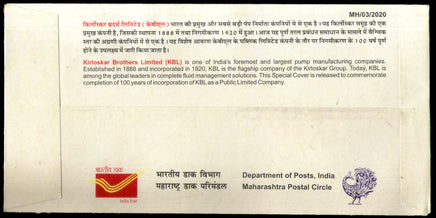 MH/03/2020
किर्लोस्कर ब्रदर्स लिमिटेड ( केबीएल ) भारत की प्रमुख और सबसे बड़ी पंप निर्माता कंपनियों में से एक है । यह किर्लोस्कर समूह की एक
प्रमुख कंपनी है, जिसकी स्थापना 1888 में तथा निगमीकरण 1920 में हुआ । आज यह पूर्ण तरल प्रबंधन समाधान के मामले में वैश्विक
स्तर की अग्रणी कंपनियों में से एक है । यह विशेष आवरण केबीएल के पब्लिक लिमिटेड कंपनी के तौर पर निगमीकरण के 100 वर्ष पूर्ण
होने के उपलक्ष्य में जारी किया जाता है ।
Kirloskar Brothers Limited (KBL) is one of India's foremost and largest pump manufacturing companies.
Established in 1888 and incorporated in 1920, KBL is the flagship company of the Kirloskar Group. Today, KBL is
among the global leaders in complete fluid management solutions. This Special Cover is released to commemorate
completion of 100 years of incorporation of KBL as a Public Limited Company.
भारतीय डाक
India Post
भारतीय डाक विभाग
महाराष्ट्र डाक परिमंडल
Department of Posts, India
Maharashtra Postal Circle